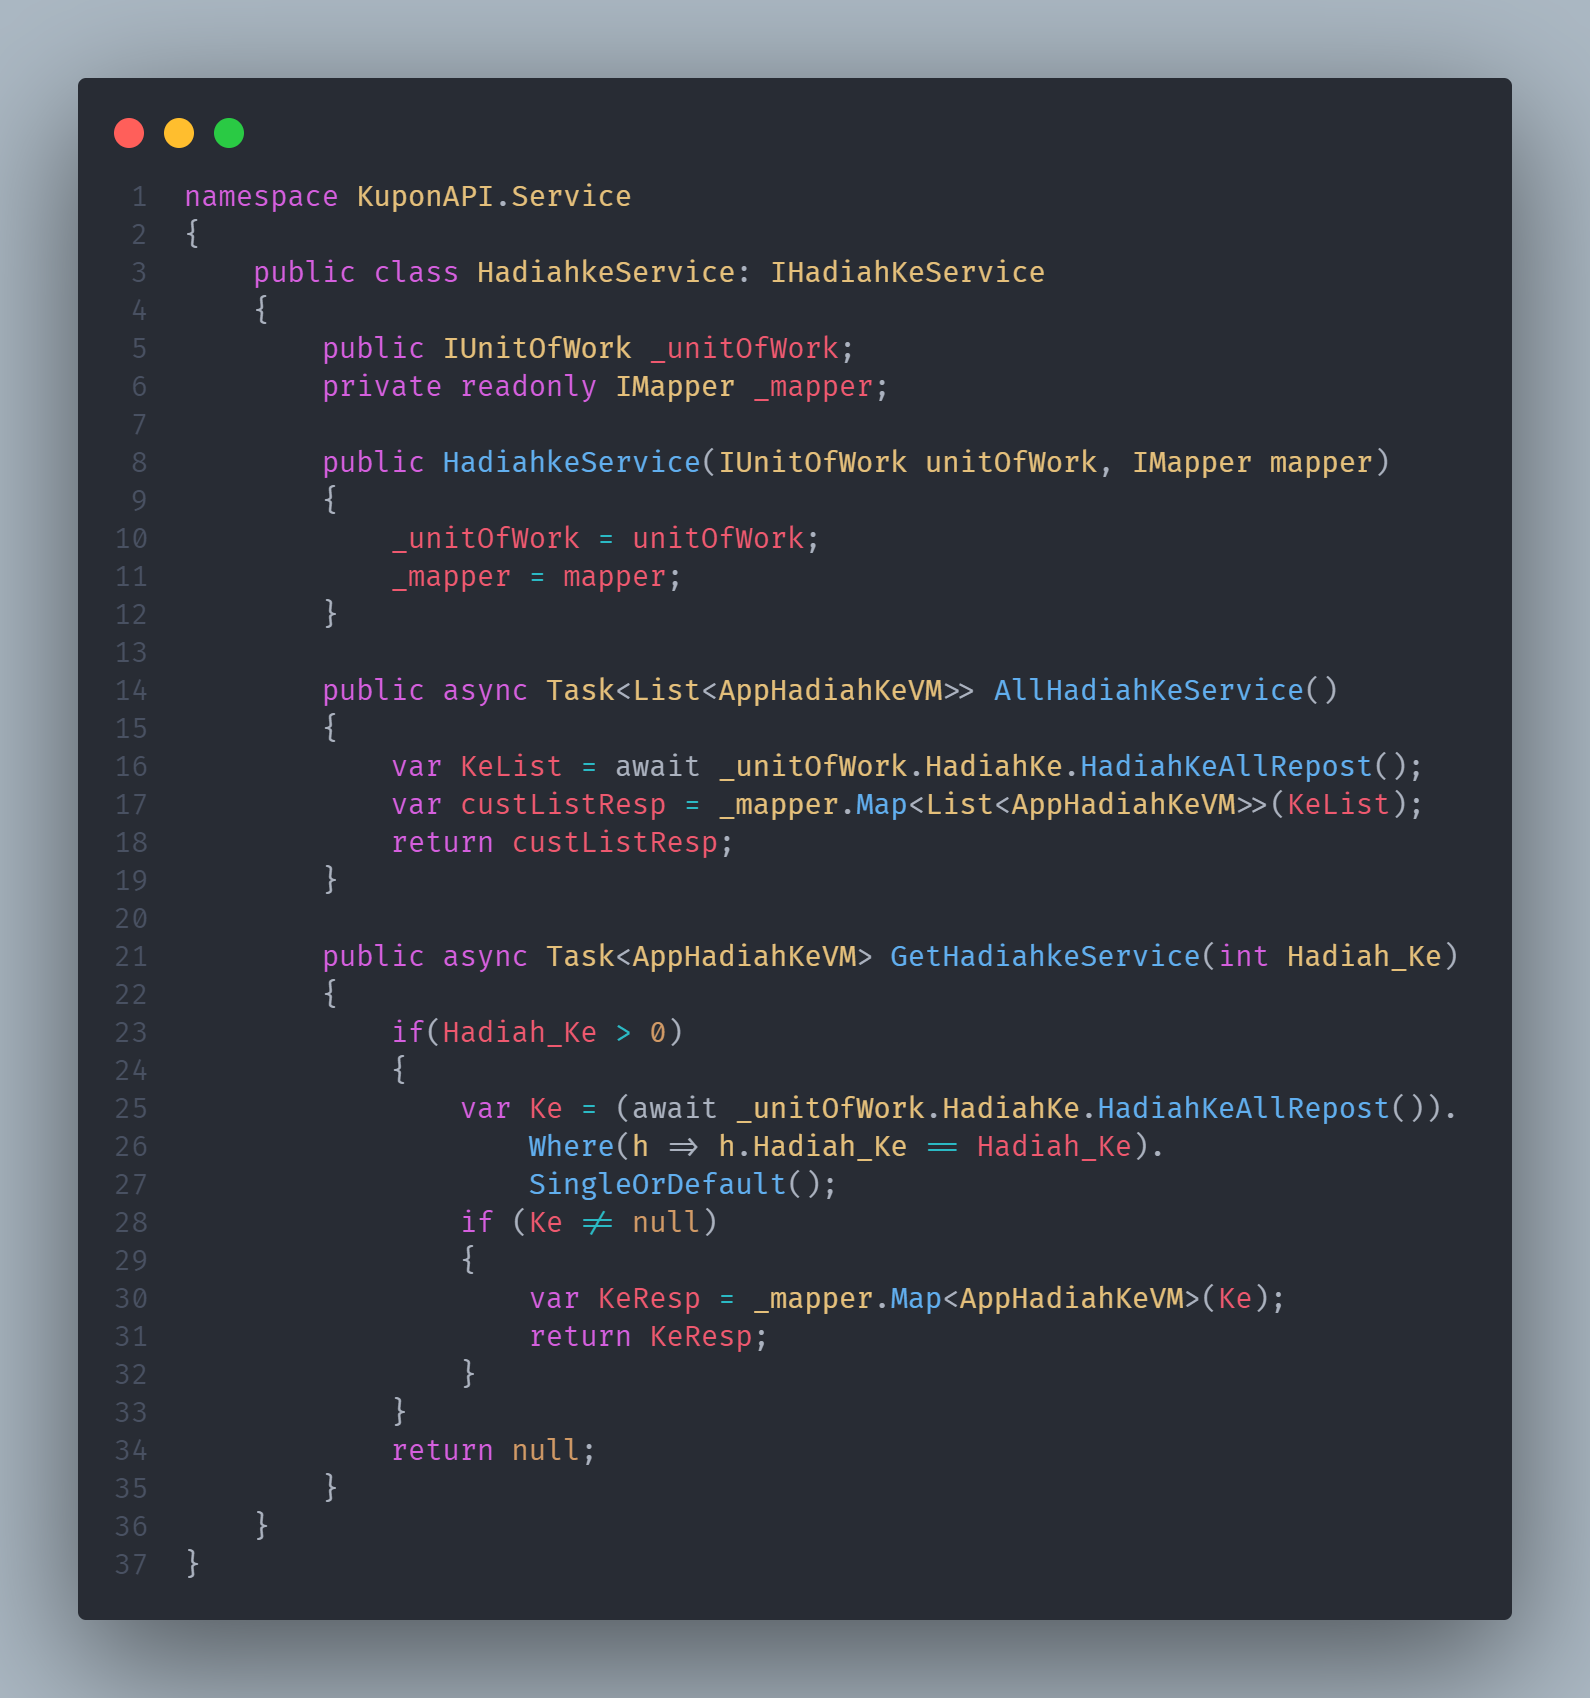 1 namespace KuponAPI.Service
2 {
3     public class HadiahkeService: IHadiahKeService
4     {
5         public IUnitOfWork _unitOfWork;
6         private readonly IMapper _mapper;
7
8         public HadiahkeService(IUnitOfWork unitOfWork, IMapper mapper)
9         {
10             _unitOfWork = unitOfWork;
11             _mapper = mapper;
12         }
13
14         public async Task<List<AppHadiahKeVM>> AllHadiahKeService()
15         {
16             var KeList = await _unitOfWork.HadiahKe.HadiahKeAllRepost();
17             var custListResp = _mapper.Map<List<AppHadiahKeVM>>(KeList);
18             return custListResp;
19         }
20
21         public async Task<AppHadiahKeVM> GetHadiahkeService(int Hadiah_Ke)
22         {
23             if(Hadiah_Ke > 0)
24             {
25                 var Ke = (await _unitOfWork.HadiahKe.HadiahKeAllRepost()).
26                     Where(h => h.Hadiah_Ke == Hadiah_Ke).
27                     SingleOrDefault();
28                 if (Ke != null)
29                 {
30                     var KeResp = _mapper.Map<AppHadiahKeVM>(Ke);
31                     return KeResp;
32                 }
33             }
34             return null;
35         }
36     }
37 }